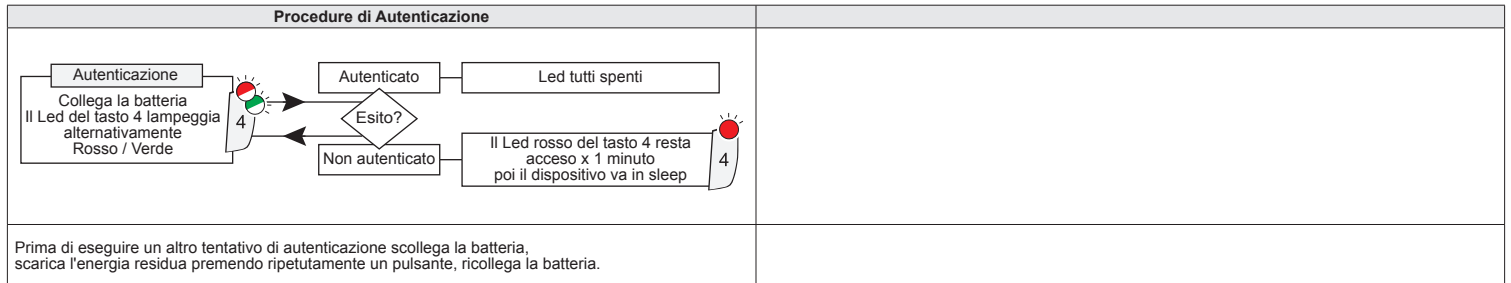 Procedure di Autenticazione
Autenticazione
Collega la batteria
Il Led del tasto 4 lampeggia
alternativamente
Rosso / Verde
4
Esito?
Autenticato
Led tutti spenti
Non autenticato
Il Led rosso del tasto 4 resta
acceso x 1 minuto
poi il dispositivo va in sleep
4
Prima di eseguire un altro tentativo di autenticazione scollega la batteria,
scarica l'energia residua premendo ripetutamente un pulsante, ricollega la batteria.